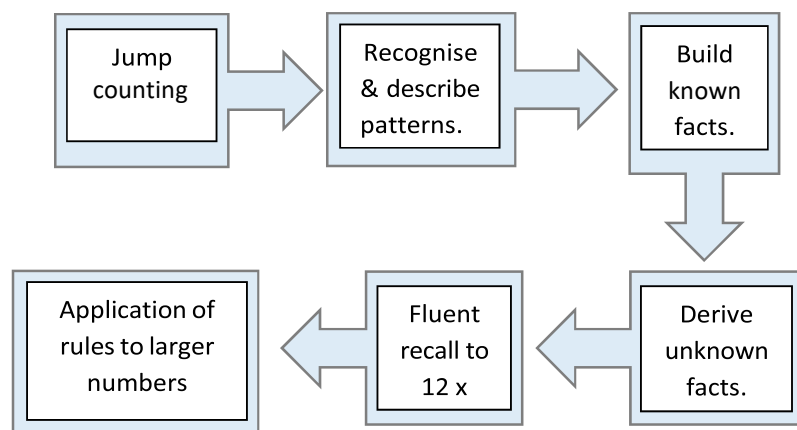 Jump
counting
Recognise
& describe
patterns.
Build
known
facts.
Derive
unknown
facts.
Fluent
recall to
12 x
Application of
rules to larger
numbers